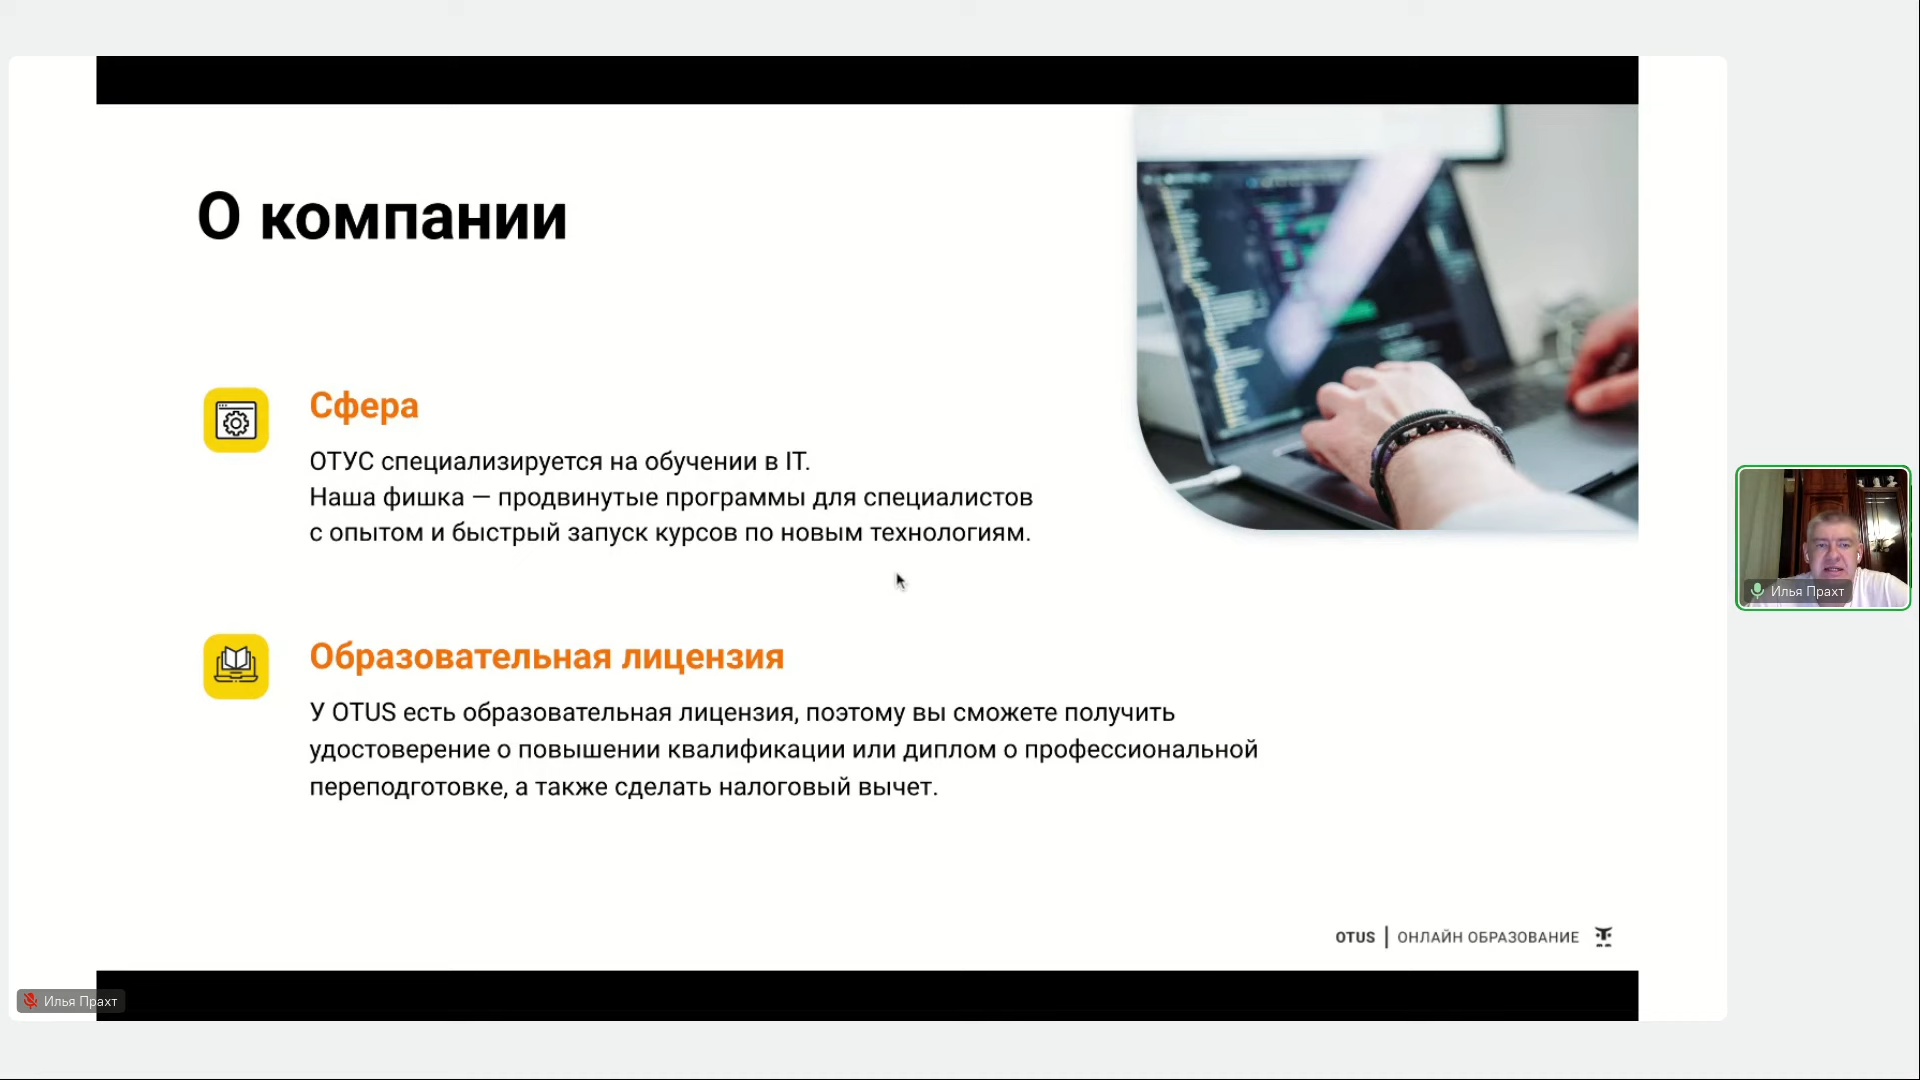 О компании
Сфера
ОТУС специализируется на обучении в IT.
Наша фишка — продвинутые программы для специалистов
с опытом и быстрый запуск курсов по новым технологиям.
Образовательная лицензия
У OTUS есть образовательная лицензия, поэтому вы сможете получить
удостоверение о повышении квалификации или диплом о профессиональной
переподготовке, а также сделать налоговый вычет.
OTUS | ОНЛАЙН ОБРАЗОВАНИЕ
Илья Прахт
Илья Прахт